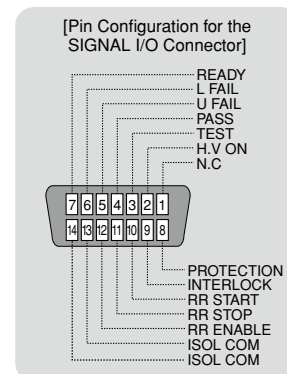 [Pin Configuration for the
SIGNAL I/O Connector]
READY
L FAIL
U FAIL
PASS
TEST
H.V ON
N.C
7 6 5 4 3 2 1
14 13 12 11 10 9 8
PROTECTION
INTERLOCK
RR START
RR STOP
RR ENABLE
ISOL COM
ISOL COM